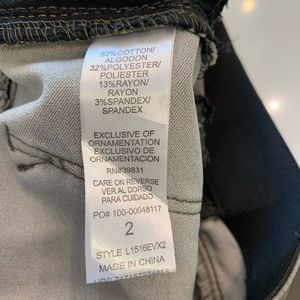 52%COTTON/
ALGODON
32%POLYESTER/
POLIESTER
13%RAYON/
RAYON
3%SPANDEX/
SPANDEX
EXCLUSIVE OF
ORNAMENTATION
EXCLUSIVE DE
ORNAMENTACION
RN#39831
CARE ON REVERSE
VER AL DORSO
PARA CUIDADO
PO# 100-00048117
2
STYLE L1516EVX2
MADE IN CHINA